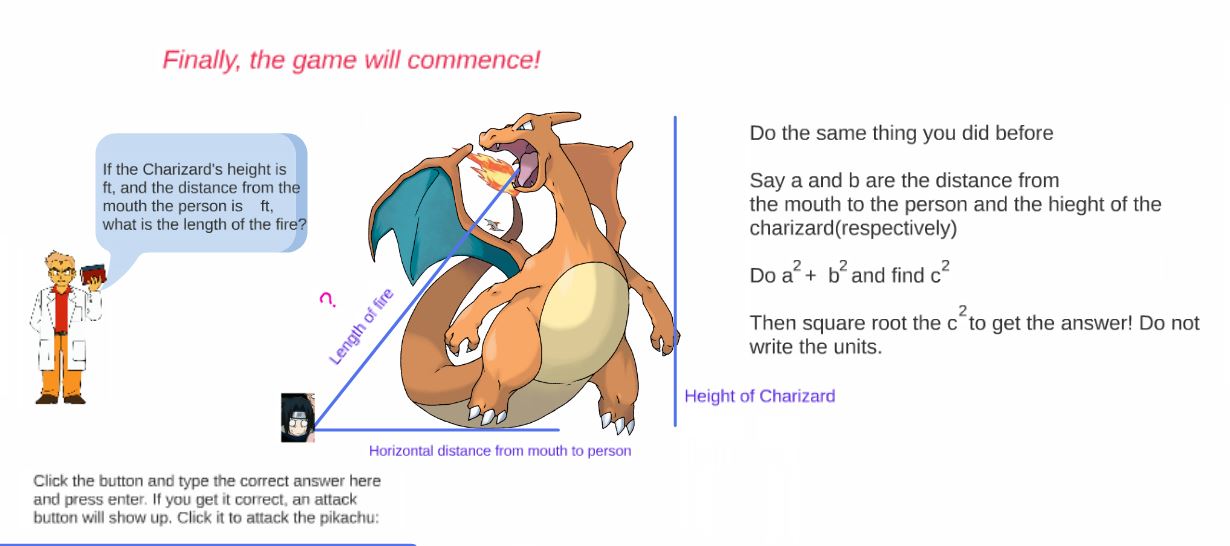 Finally, the game will commence!
If the Charizard's height is
ft, and the distance from the
mouth the person is ft,
what is the length of the fire?
?
Length of fire
Height of Charizard
Horizontal distance from mouth to person
Do the same thing you did before
Say a and b are the distance from
the mouth to the person and the hieght of the
charizard(respectively)
Do a² + b² and find c²
Then square root the c² to get the answer! Do not
write the units.
Click the button and type the correct answer here
and press enter. If you get it correct, an attack
button will show up. Click it to attack the pikachu: